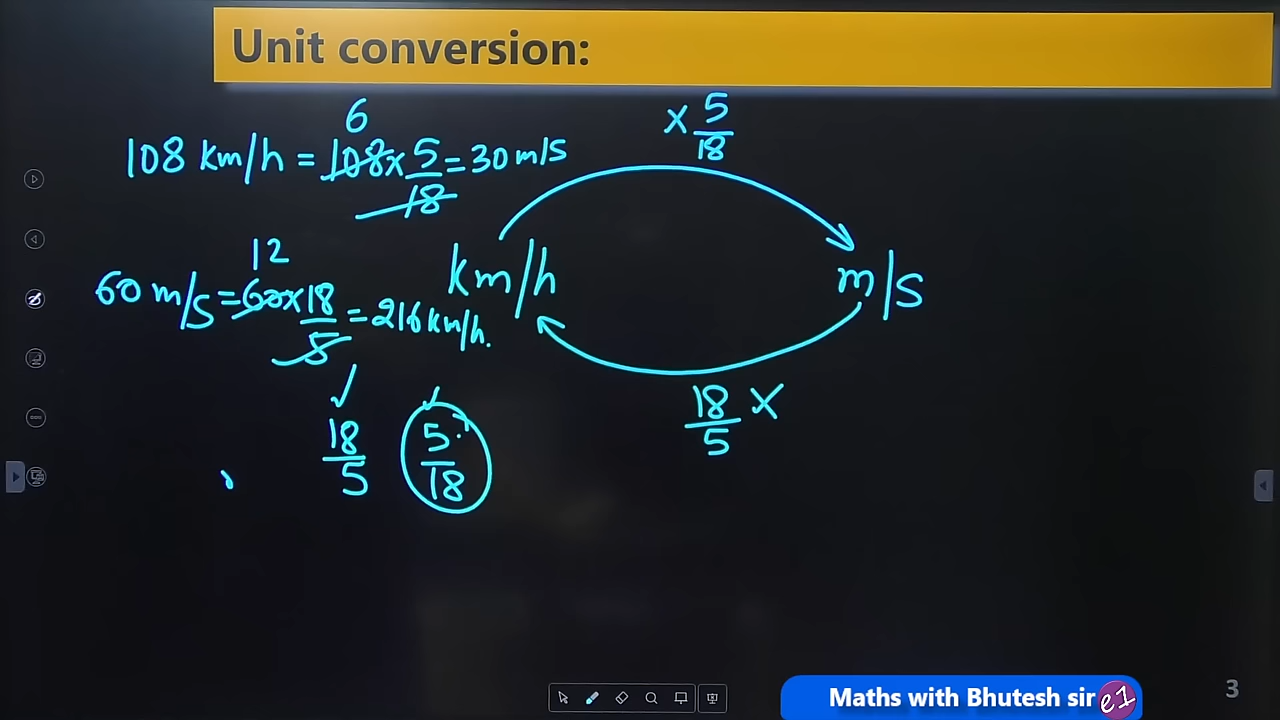 Unit conversion:
× 5/18
6
108 km/h = 108 × 5/18 = 30 m/s
12
60 m/s = 60 × 18/5 = 216 km/h.
km/h
m/s
18/5 ×
✓ ✓
18/5 5/18
Maths with Bhutesh sir e1
3